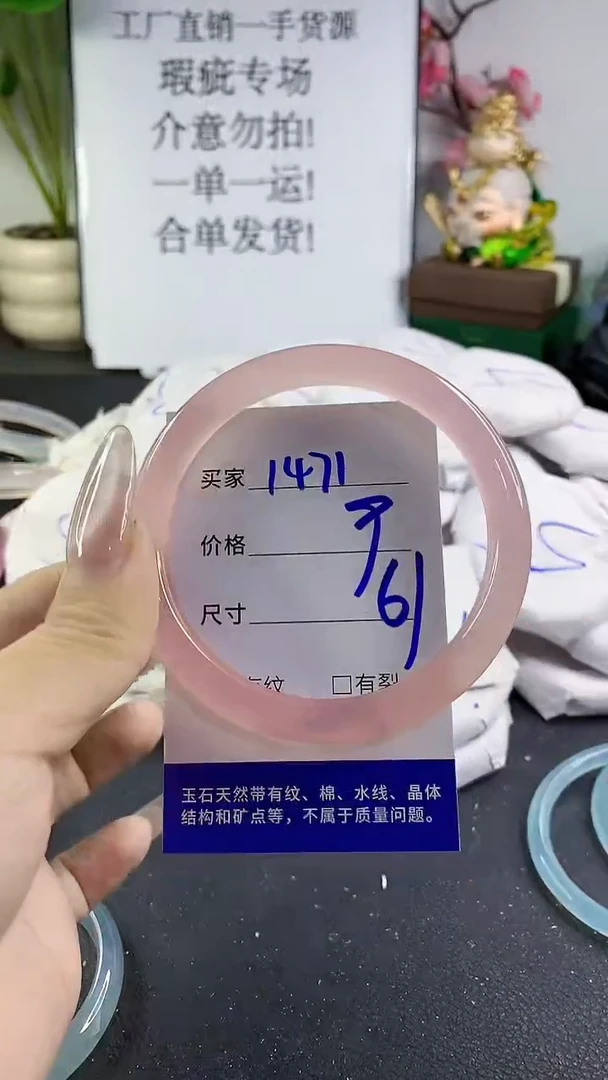 工厂直销一手货源
瑕疵专场
介意勿拍!
一单一运!
合单发货!
买家 1471
价格
尺寸 61
纹 □有裂
玉石天然带有纹、棉、水线、晶体
结构和矿点等，不属于质量问题。